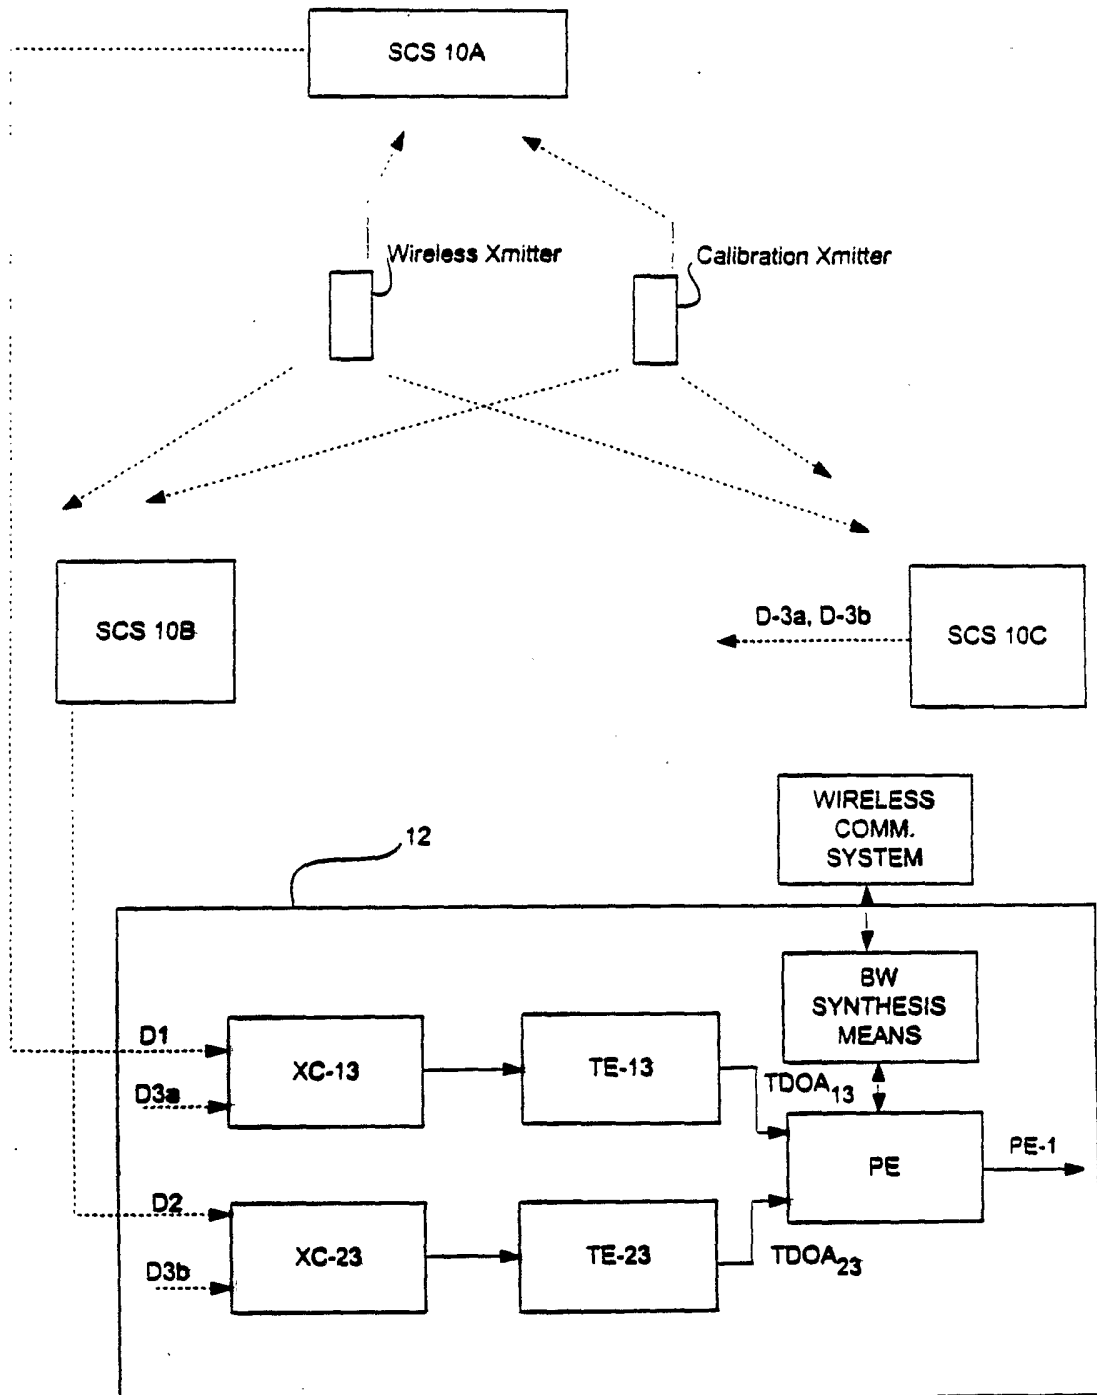 SCS 10A
Wireless Xmitter
Calibration Xmitter
SCS 10B
D-3a, D-3b
SCS 10C
WIRELESS
COMM.
SYSTEM
12
BW
SYNTHESIS
MEANS
D1
XC-13
TE-13
TDOA13
D3a
PE
PE-1
D2
XC-23
TE-23
TDOA23
D3b